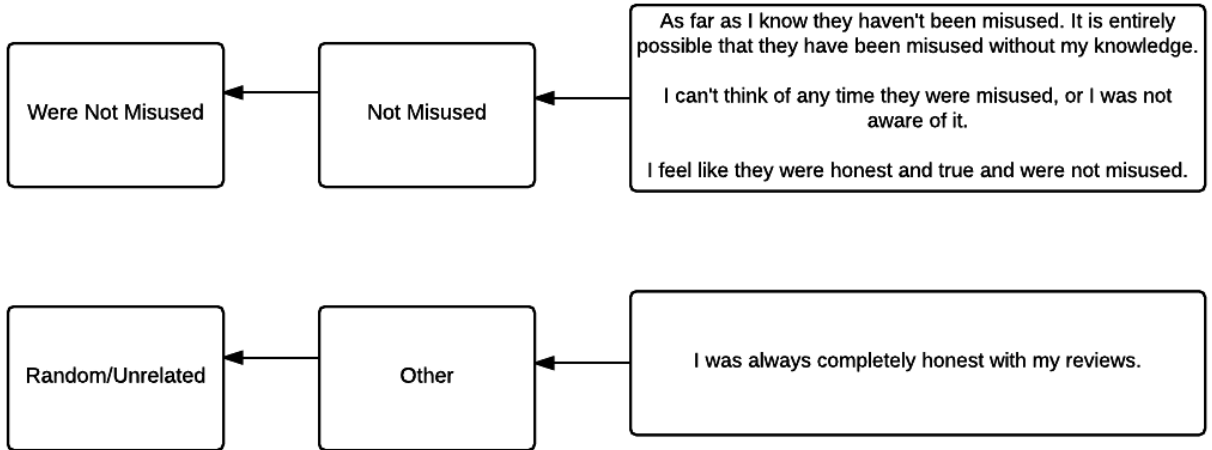 Were Not Misused
Not Misused
As far as I know they haven't been misused. It is entirely
possible that they have been misused without my knowledge.
I can't think of any time they were misused, or I was not
aware of it.
I feel like they were honest and true and were not misused.
Random/Unrelated
Other
I was always completely honest with my reviews.